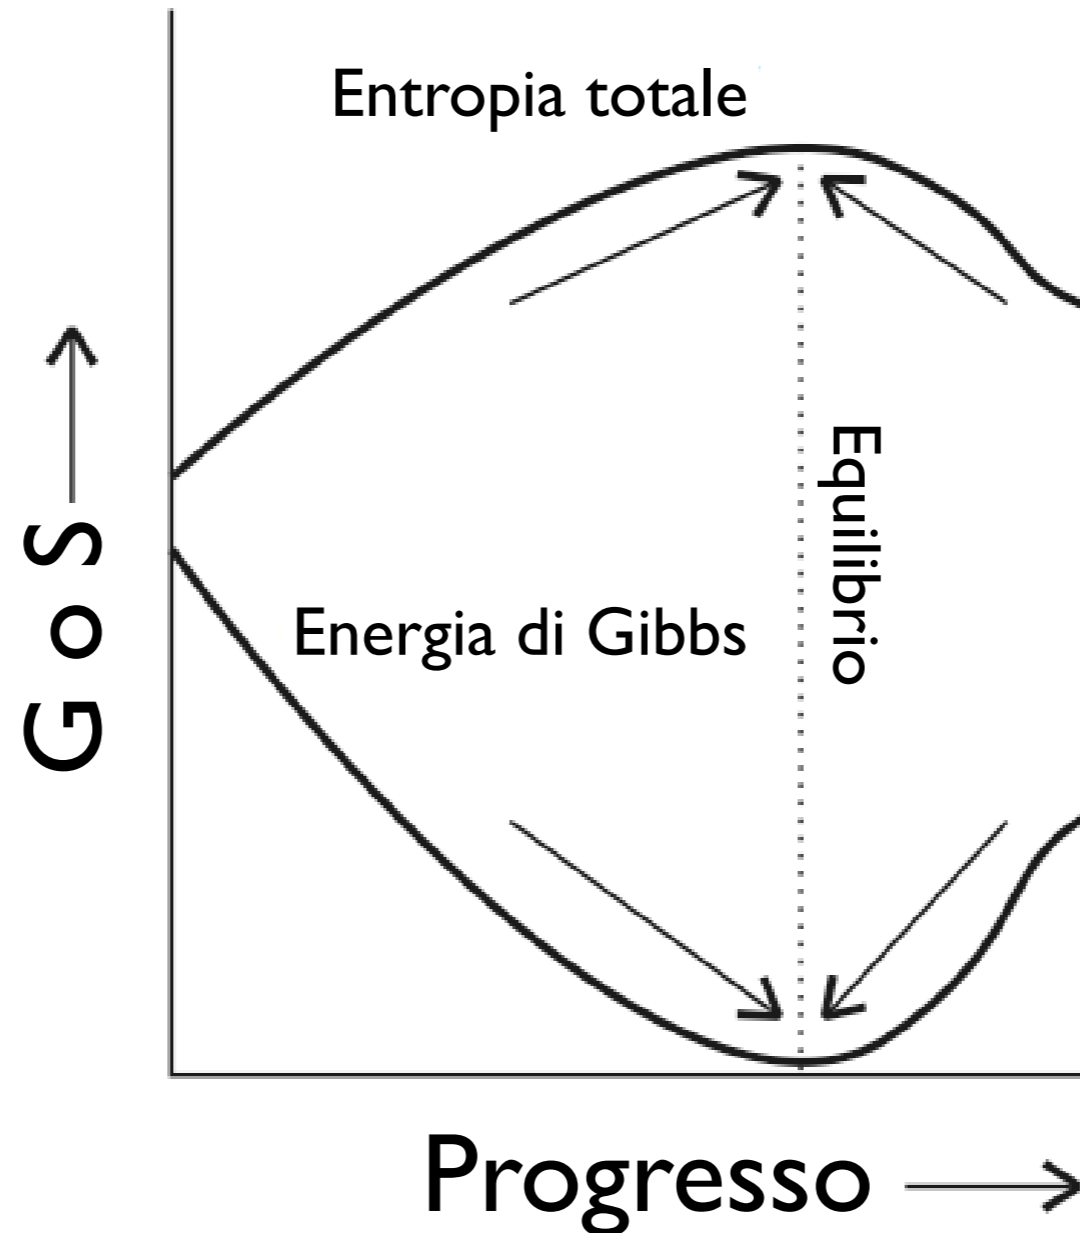 Entropia totale
G o S
Equilibrio
Energia di Gibbs
Progresso